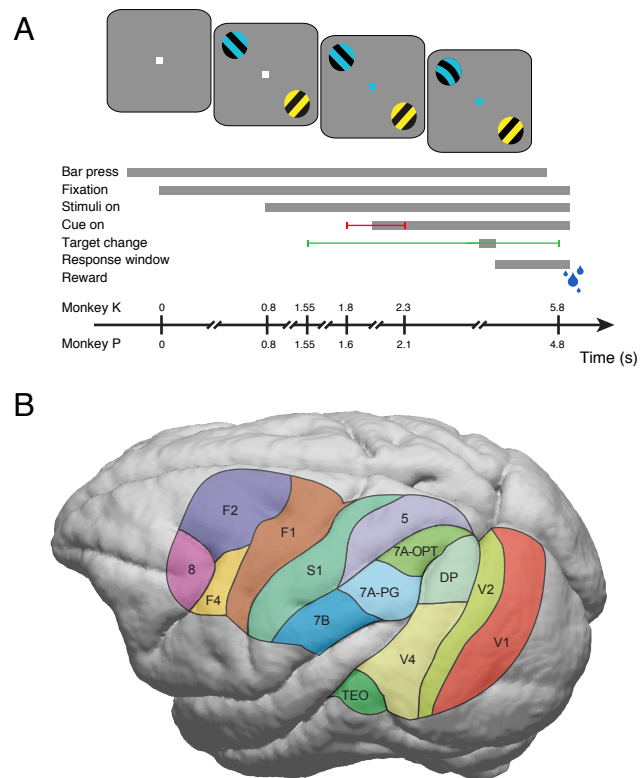 A
Bar press
Fixation
Stimuli on
Cue on
Target change
Response window
Reward
Monkey K 0 0.8 1.55 1.8 2.3 5.8
Monkey P 0 0.8 1.55 1.6 2.1 4.8
Time (s)
B
F2
F1
5
7A-OPT
8
S1
DP
F4
7A-PG
V2
7B
V4
V1
TEO